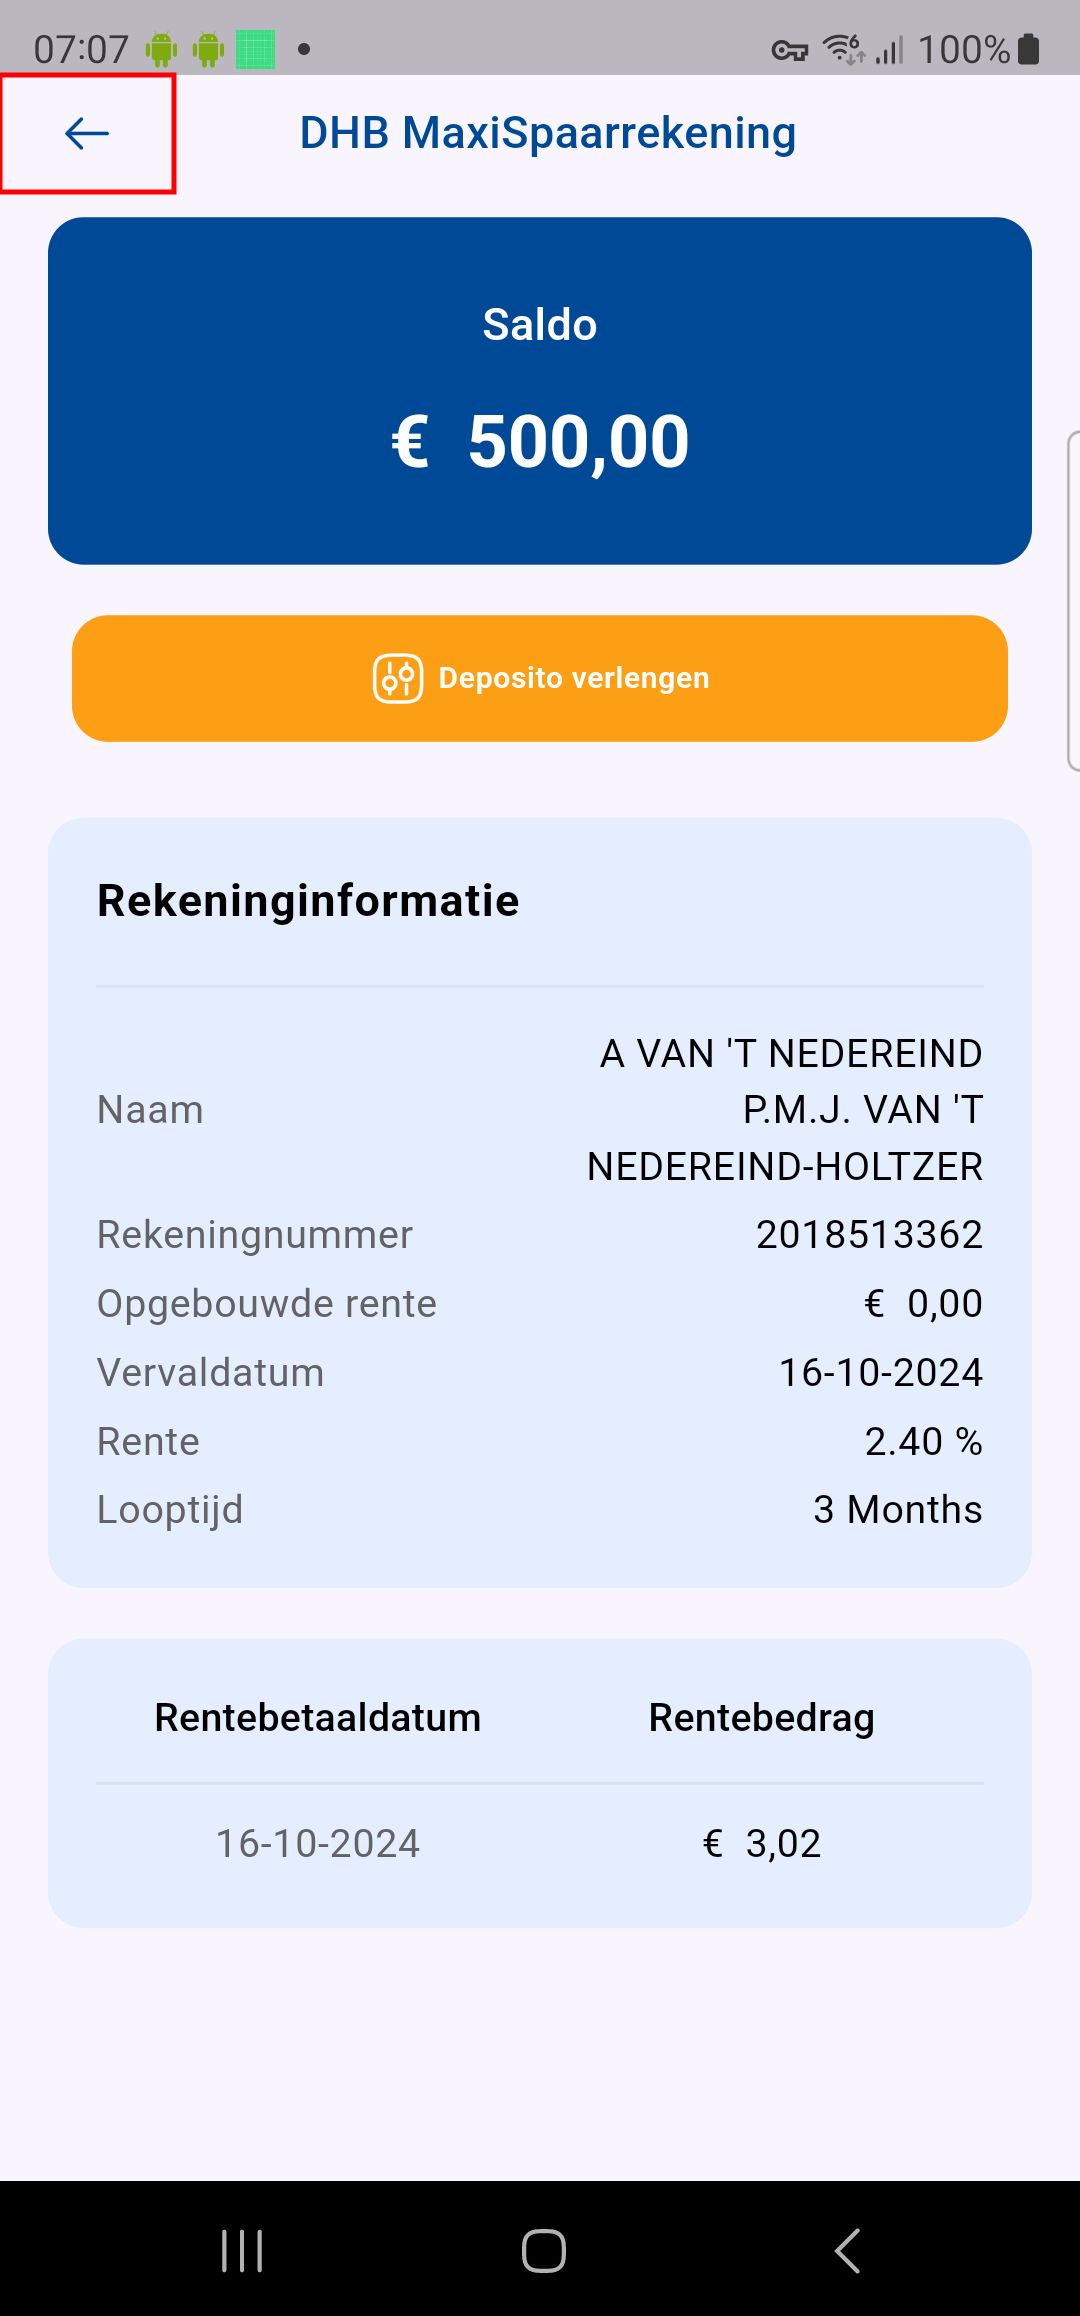 07:07
6
100%
DHB MaxiSpaarrekening
Saldo
€ 500,00
Deposito verlengen
Rekeninginformatie
Naam
A VAN 'T NEDEREIND
P.M.J. VAN 'T
NEDEREIND-HOLTZER
Rekeningnummer 2018513362
Opgebouwde rente € 0,00
Vervaldatum 16-10-2024
Rente 2.40 %
Looptijd 3 Months
Rentebetaaldatum Rentebedrag
16-10-2024 € 3,02